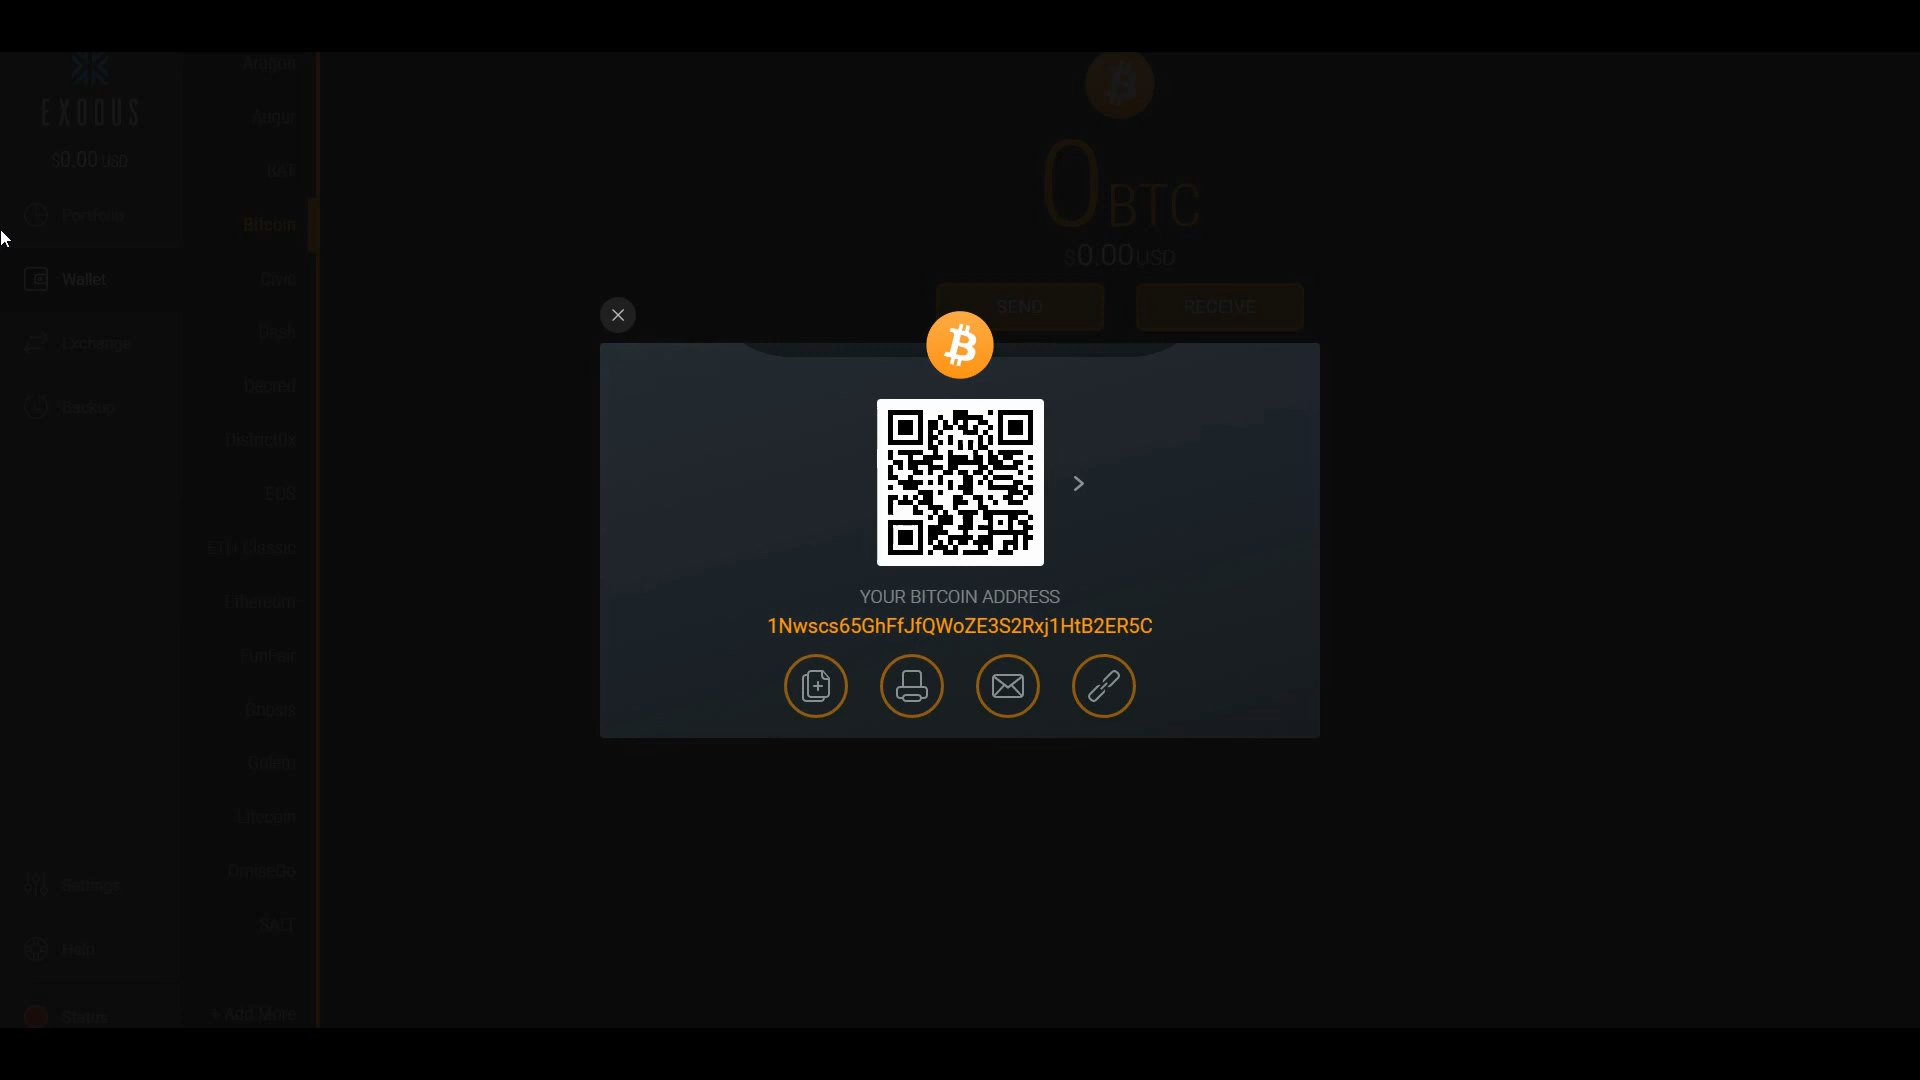 EXODUS
$0.00 USD
Portfolio
Wallet
Exchange
Backup
Settings
Help
Status
Aragon
Augur
BAT
Bitcoin
Civic
Dash
Decred
District0x
EOS
ETH Classic
Ethereum
FunFair
Gnosis
Golem
Litecoin
OmiseGo
SALT
+ Add More
0 BTC
$0.00 USD
SEND
RECEIVE
YOUR BITCOIN ADDRESS
1Nwscs65GhFfJfQWoZE3S2Rxj1HtB2ER5C